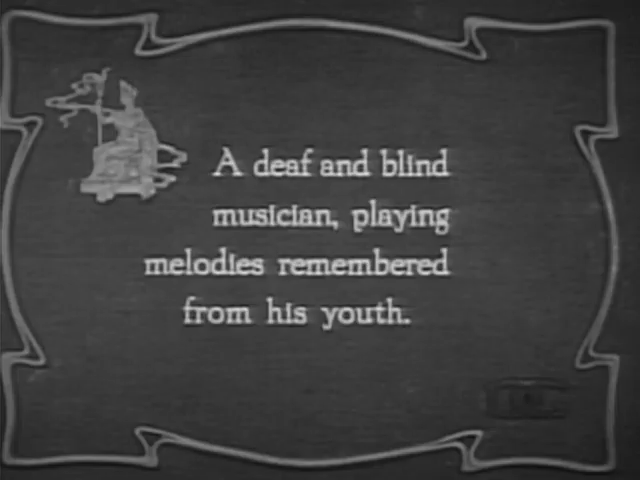 A deaf and blind
musician, playing
melodies remembered
from his youth.